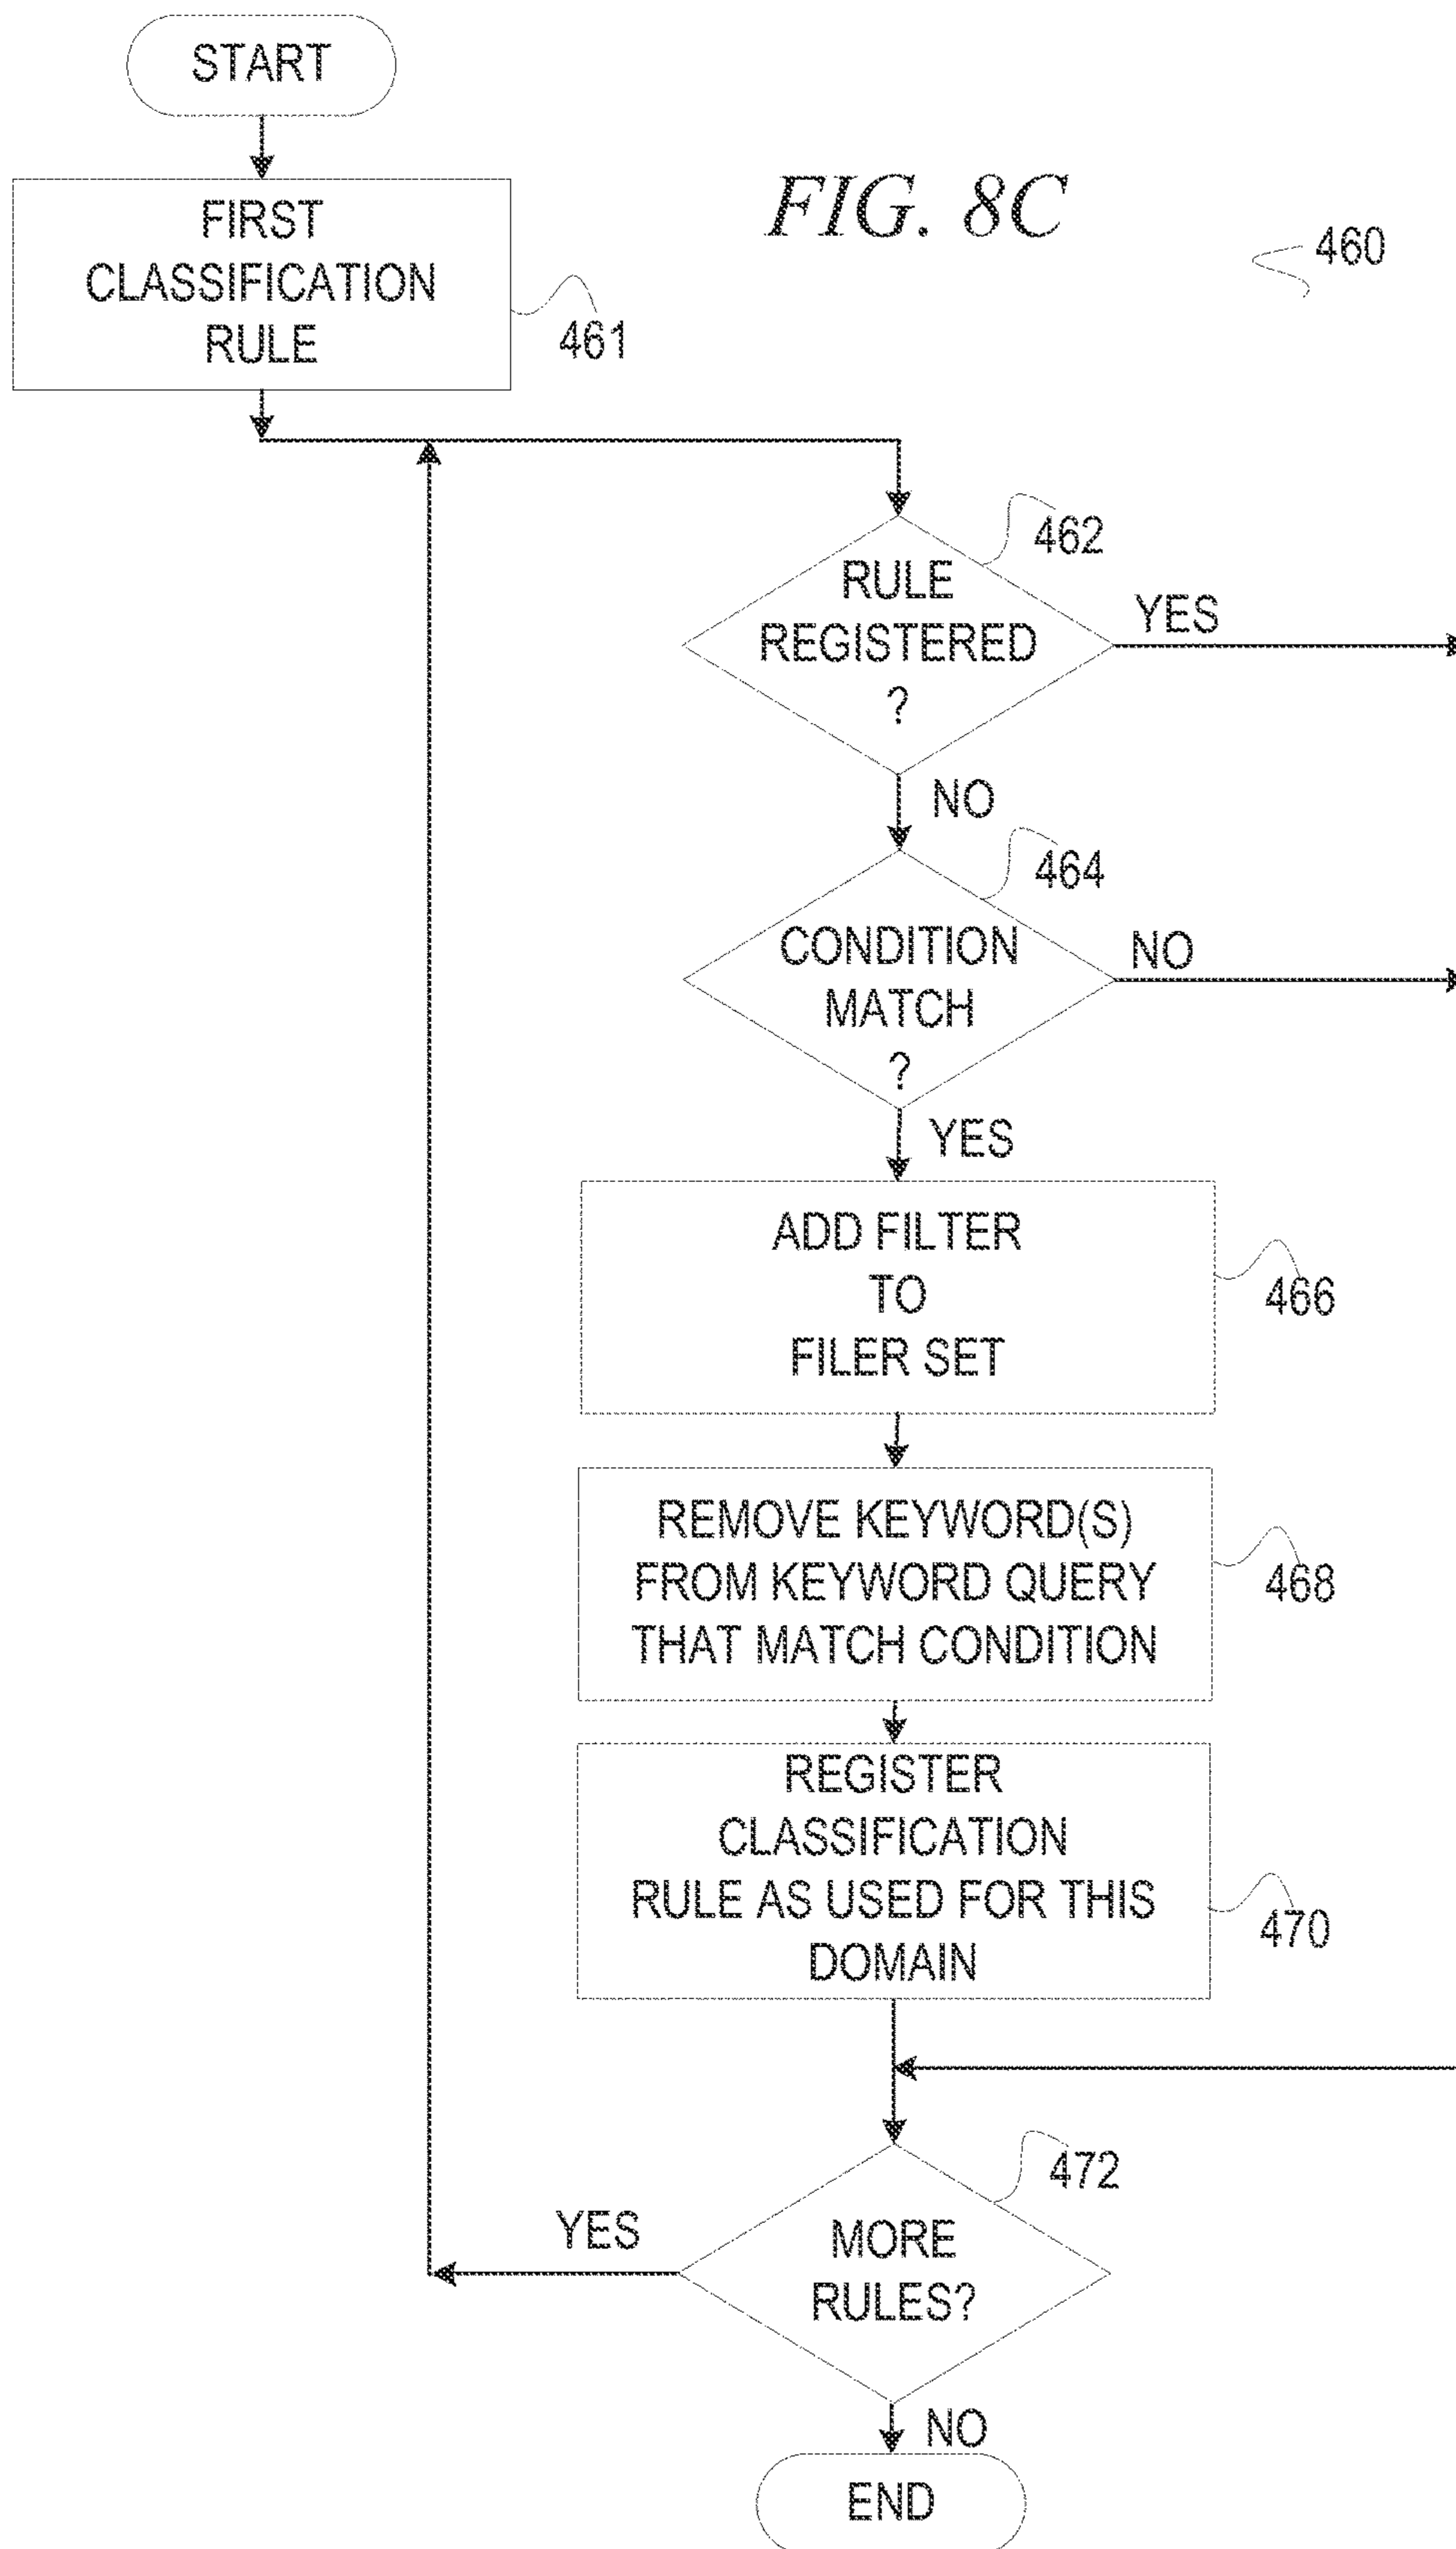 START
FIRST
CLASSIFICATION
RULE
461
FIG. 8C
460
462
RULE
REGISTERED
?
YES
NO
464
CONDITION
MATCH
?
NO
YES
ADD FILTER
TO
FILER SET
466
REMOVE KEYWORD(S)
FROM KEYWORD QUERY
THAT MATCH CONDITION
468
REGISTER
CLASSIFICATION
RULE AS USED FOR THIS
DOMAIN
470
472
MORE
RULES?
YES
NO
END